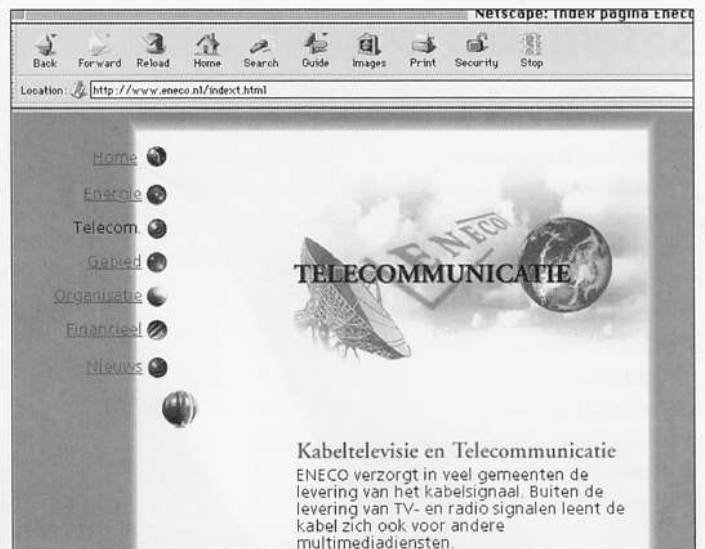 Netscape: Index pagina Eneco
Back Forward Reload Home Search Guide Images Print Security Stop
Location: http://www.eneco.nl/indext.html
Home
Energie
Telecom.
Gebied
Organisatie
Financieel
Nieuws
ENECO
TELECOMMUNICATIE
Kabeltelevisie en Telecommunicatie
ENECO verzorgt in veel gemeenten de
levering van het kabelsignaal. Buiten de
levering van TV- en radio signalen leent de
kabel zich ook voor andere
multimediadiensten.